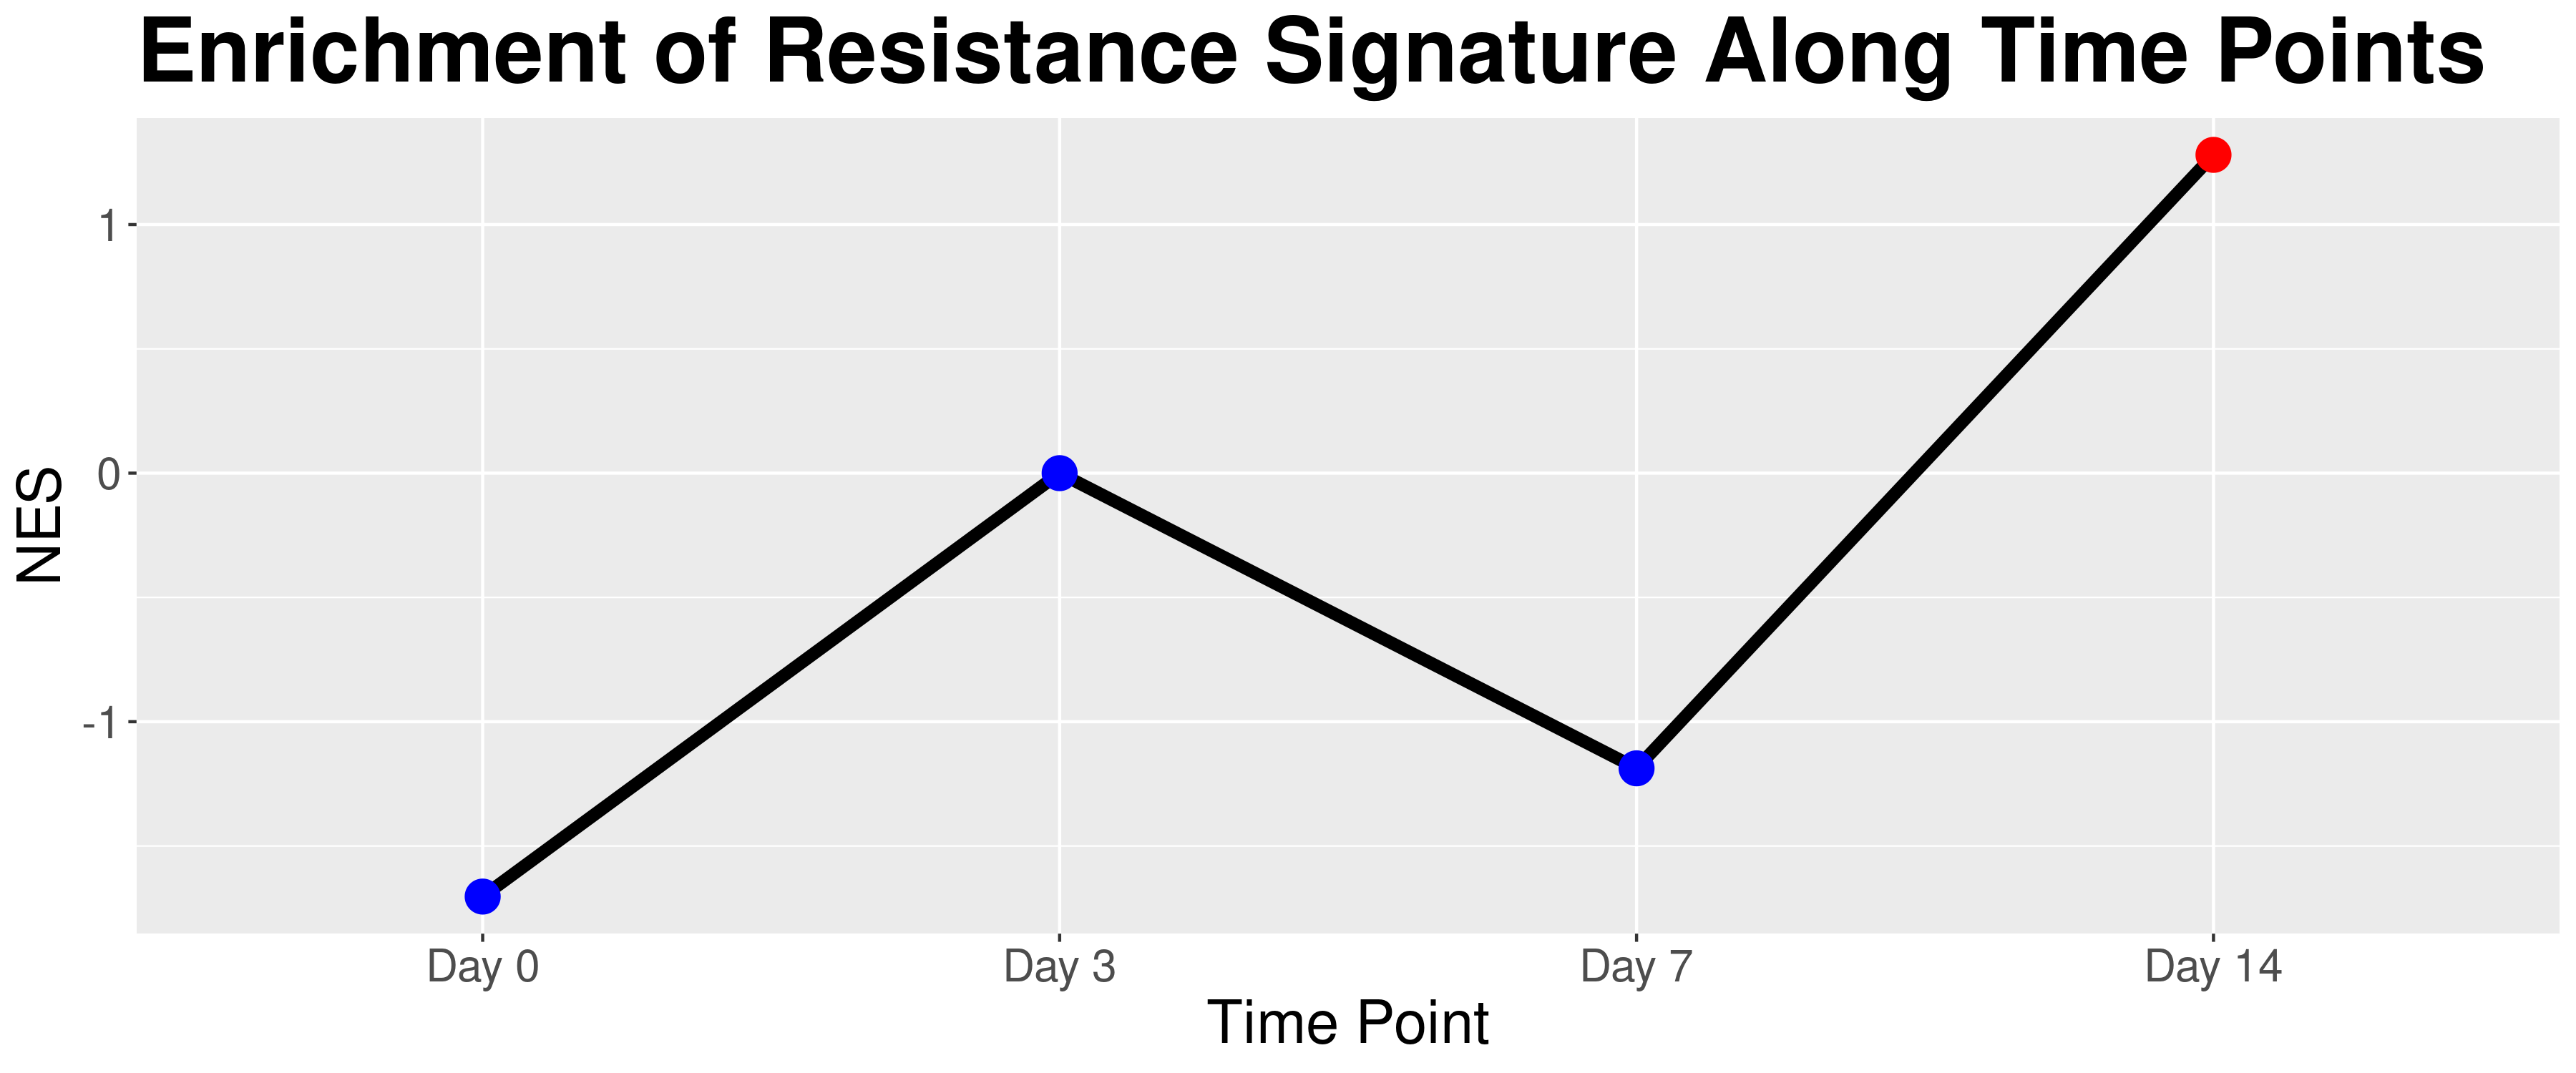 Enrichment of Resistance Signature Along Time Points
NES
1
0
-1
Day 0
Day 3
Day 7
Day 14
Time Point